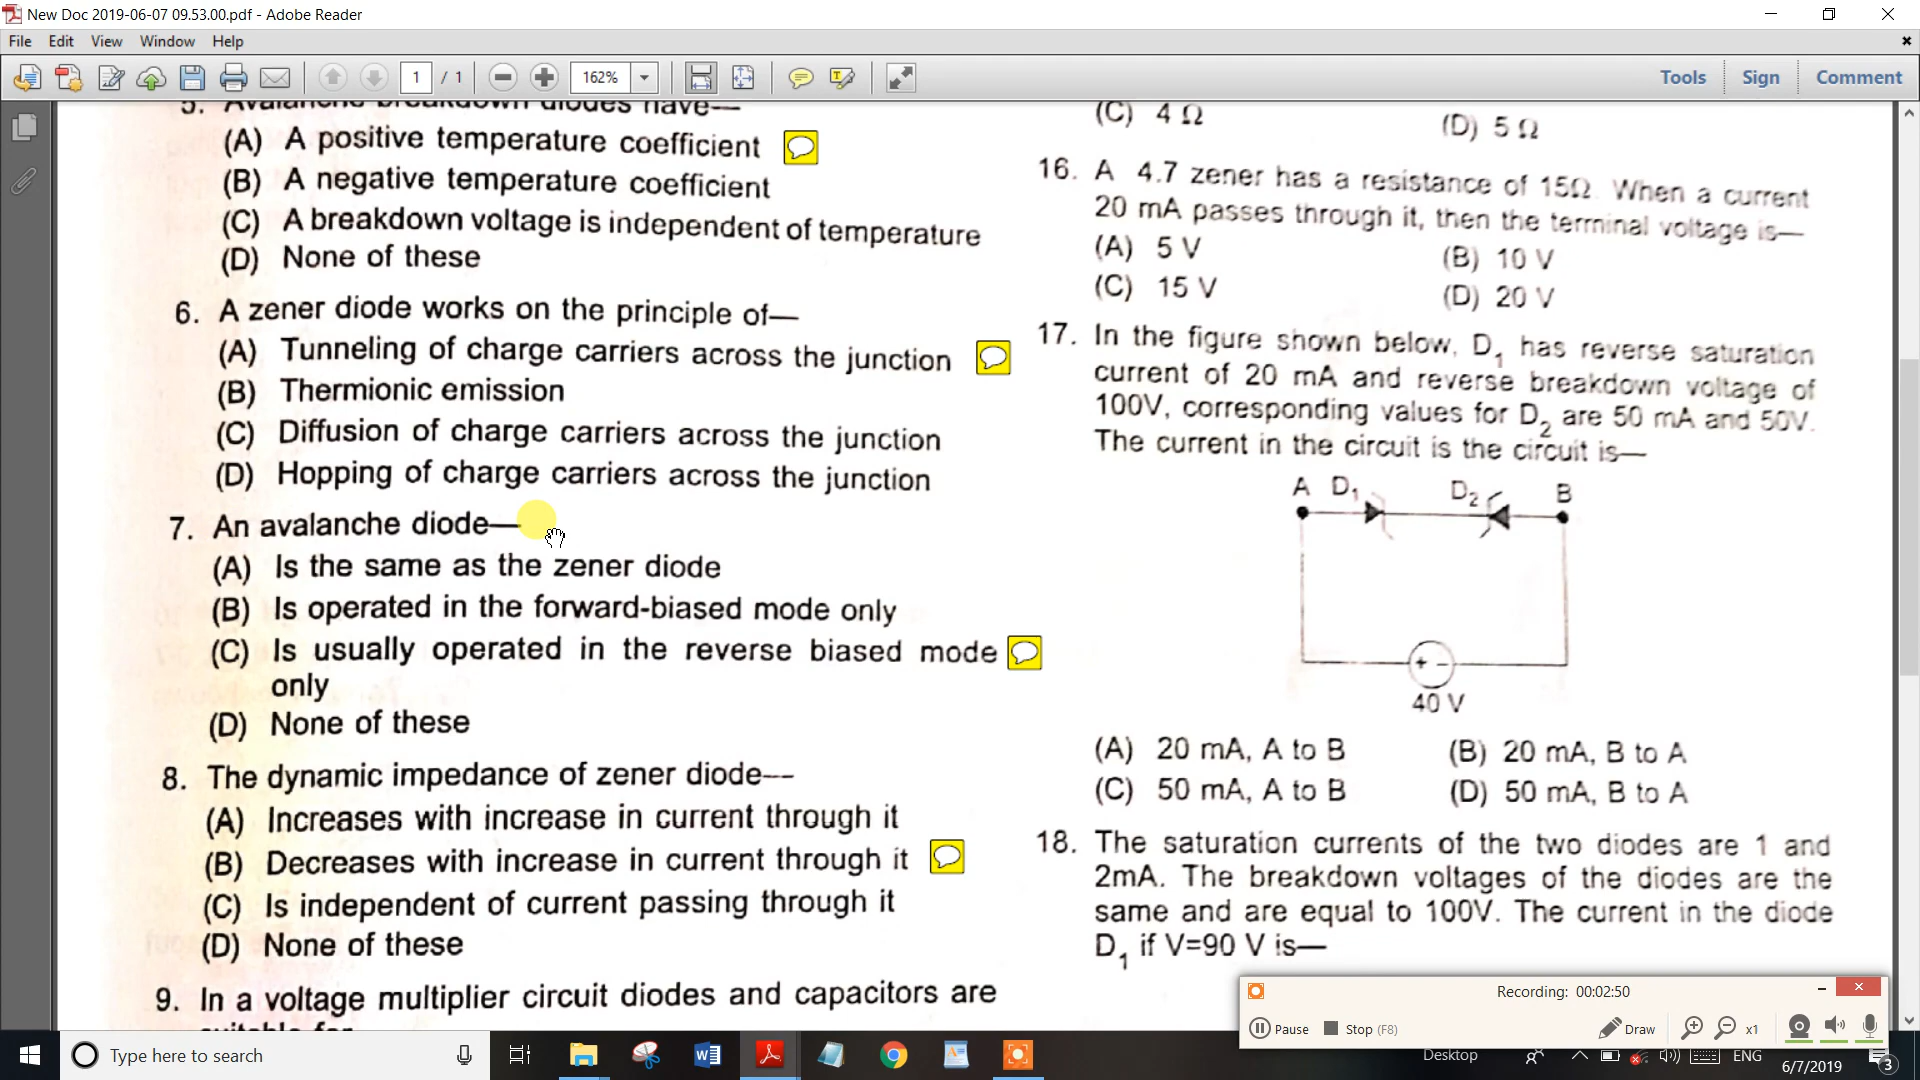 New Doc 2019-06-07 09.53.00.pdf - Adobe Reader
File Edit View Window Help
1 / 1 162% Tools Sign Comment
5. Avalanche breakdown diodes have—
(A) A positive temperature coefficient
(B) A negative temperature coefficient
(C) A breakdown voltage is independent of temperature
(D) None of these
6. A zener diode works on the principle of—
(A) Tunneling of charge carriers across the junction
(B) Thermionic emission
(C) Diffusion of charge carriers across the junction
(D) Hopping of charge carriers across the junction
7. An avalanche diode—
(A) Is the same as the zener diode
(B) Is operated in the forward-biased mode only
(C) Is usually operated in the reverse biased mode
only
(D) None of these
8. The dynamic impedance of zener diode—
(A) Increases with increase in current through it
(B) Decreases with increase in current through it
(C) Is independent of current passing through it
(D) None of these
9. In a voltage multiplier circuit diodes and capacitors are
(C) 4 Ω (D) 5 Ω
16. A 4.7 zener has a resistance of 15Ω. When a current
20 mA passes through it, then the terminal voltage is—
(A) 5 V (B) 10 V
(C) 15 V (D) 20 V
17. In the figure shown below, D1 has reverse saturation
current of 20 mA and reverse breakdown voltage of
100V, corresponding values for D2 are 50 mA and 50V.
The current in the circuit is the circuit is—
A D1 D2 B
+ -
40 V
(A) 20 mA, A to B (B) 20 mA, B to A
(C) 50 mA, A to B (D) 50 mA, B to A
18. The saturation currents of the two diodes are 1 and
2mA. The breakdown voltages of the diodes are the
same and are equal to 100V. The current in the diode
D1 if V=90 V is—
Recording: 00:02:50
Pause Stop (F8) Draw x1
Type here to search
Desktop ENG
6/7/2019 3